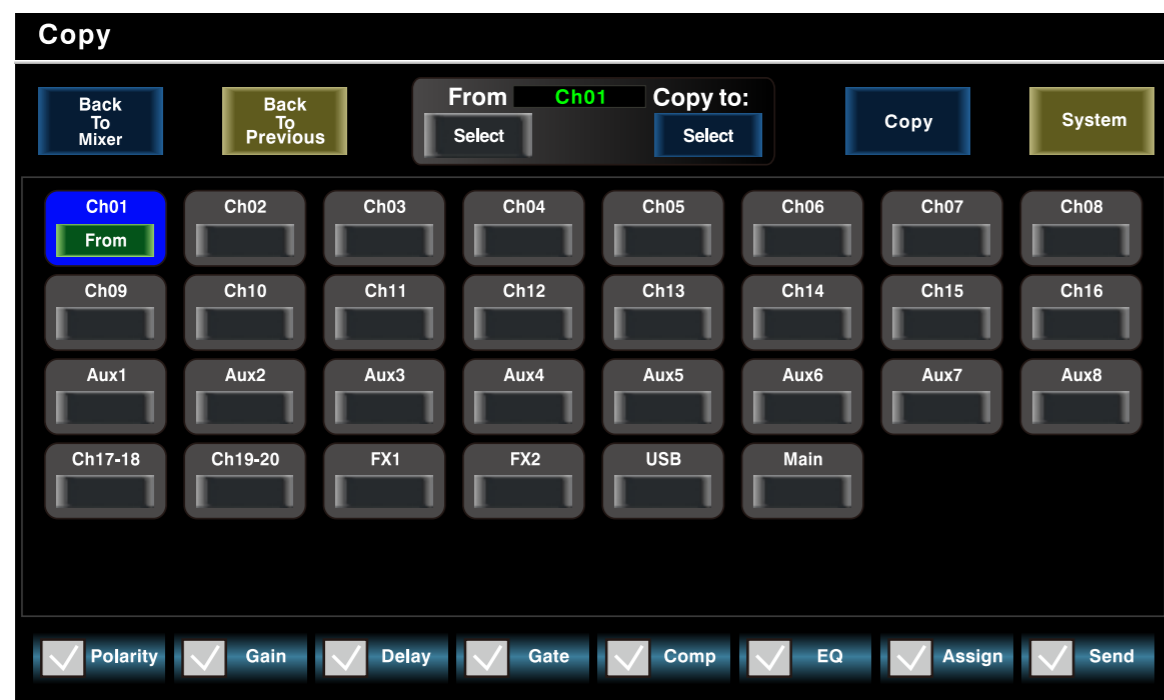 Copy
Back
To
Mixer
Back
To
Previous
From Ch01 Copy to:
Select Select
Copy
System
Ch01 Ch02 Ch03 Ch04 Ch05 Ch06 Ch07 Ch08
From
Ch09 Ch10 Ch11 Ch12 Ch13 Ch14 Ch15 Ch16
Aux1 Aux2 Aux3 Aux4 Aux5 Aux6 Aux7 Aux8
Ch17-18 Ch19-20 FX1 FX2 USB Main
Polarity Gain Delay Gate Comp EQ Assign Send